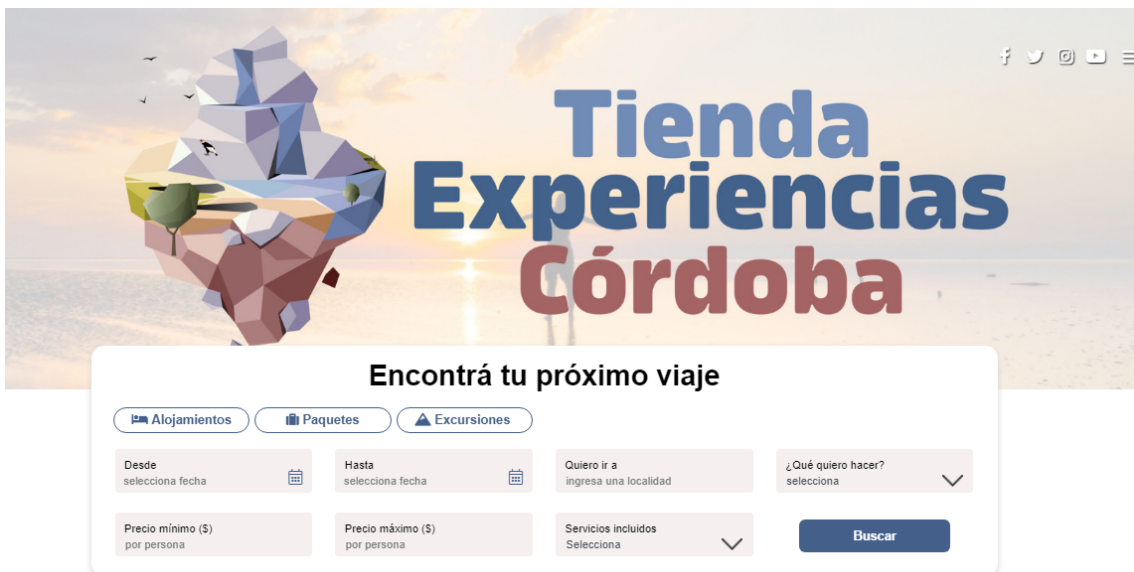 Tienda
Experiencias
Córdoba
Encontrá tu próximo viaje
Alojamientos Paquetes Excursiones
Desde Hasta Quiero ir a ¿Qué quiero hacer?
selecciona fecha selecciona fecha ingresa una localidad selecciona
Precio mínimo ($) Precio máximo ($) Servicios incluidos
por persona por persona Selecciona Buscar